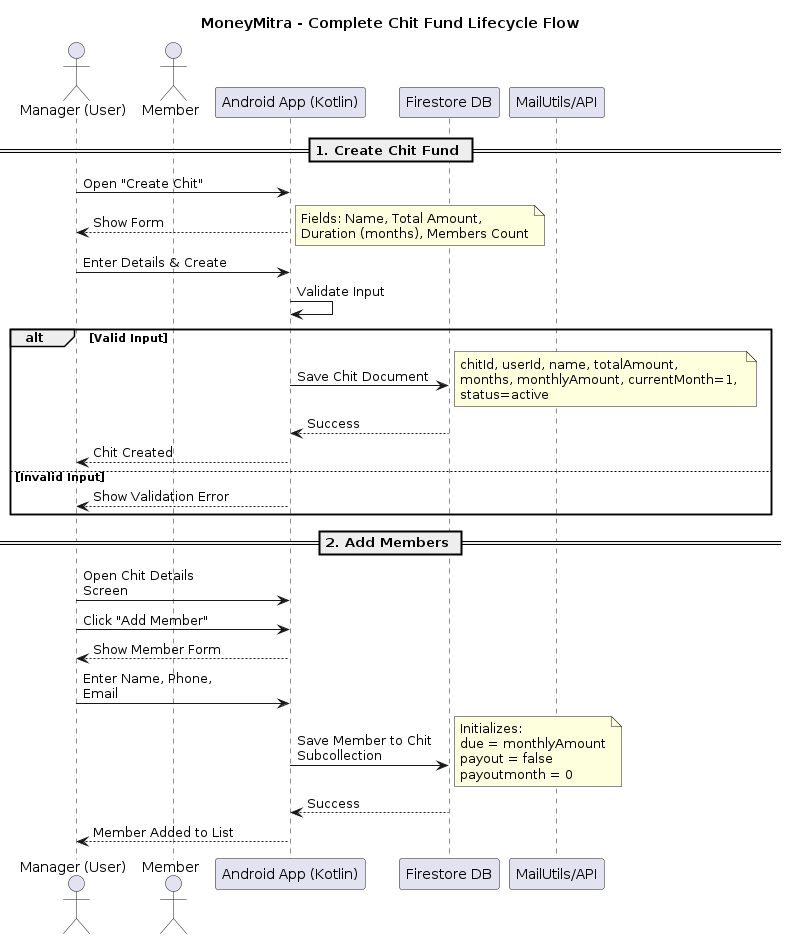 MoneyMitra - Complete Chit Fund Lifecycle Flow
Manager (User)
Member
Android App (Kotlin)
Firestore DB
MailUtils/API
1. Create Chit Fund
Open "Create Chit"
Show Form
Fields: Name, Total Amount,
Duration (months), Members Count
Enter Details & Create
Validate Input
alt
[Valid Input]
Save Chit Document
chitId, userId, name, totalAmount,
months, monthlyAmount, currentMonth=1,
status=active
Success
Chit Created
[Invalid Input]
Show Validation Error
2. Add Members
Open Chit Details
Screen
Click "Add Member"
Show Member Form
Enter Name, Phone,
Email
Save Member to Chit
Subcollection
Initializes:
due = monthlyAmount
payout = false
payoutmonth = 0
Success
Member Added to List
Manager (User)
Member
Android App (Kotlin)
Firestore DB
MailUtils/API